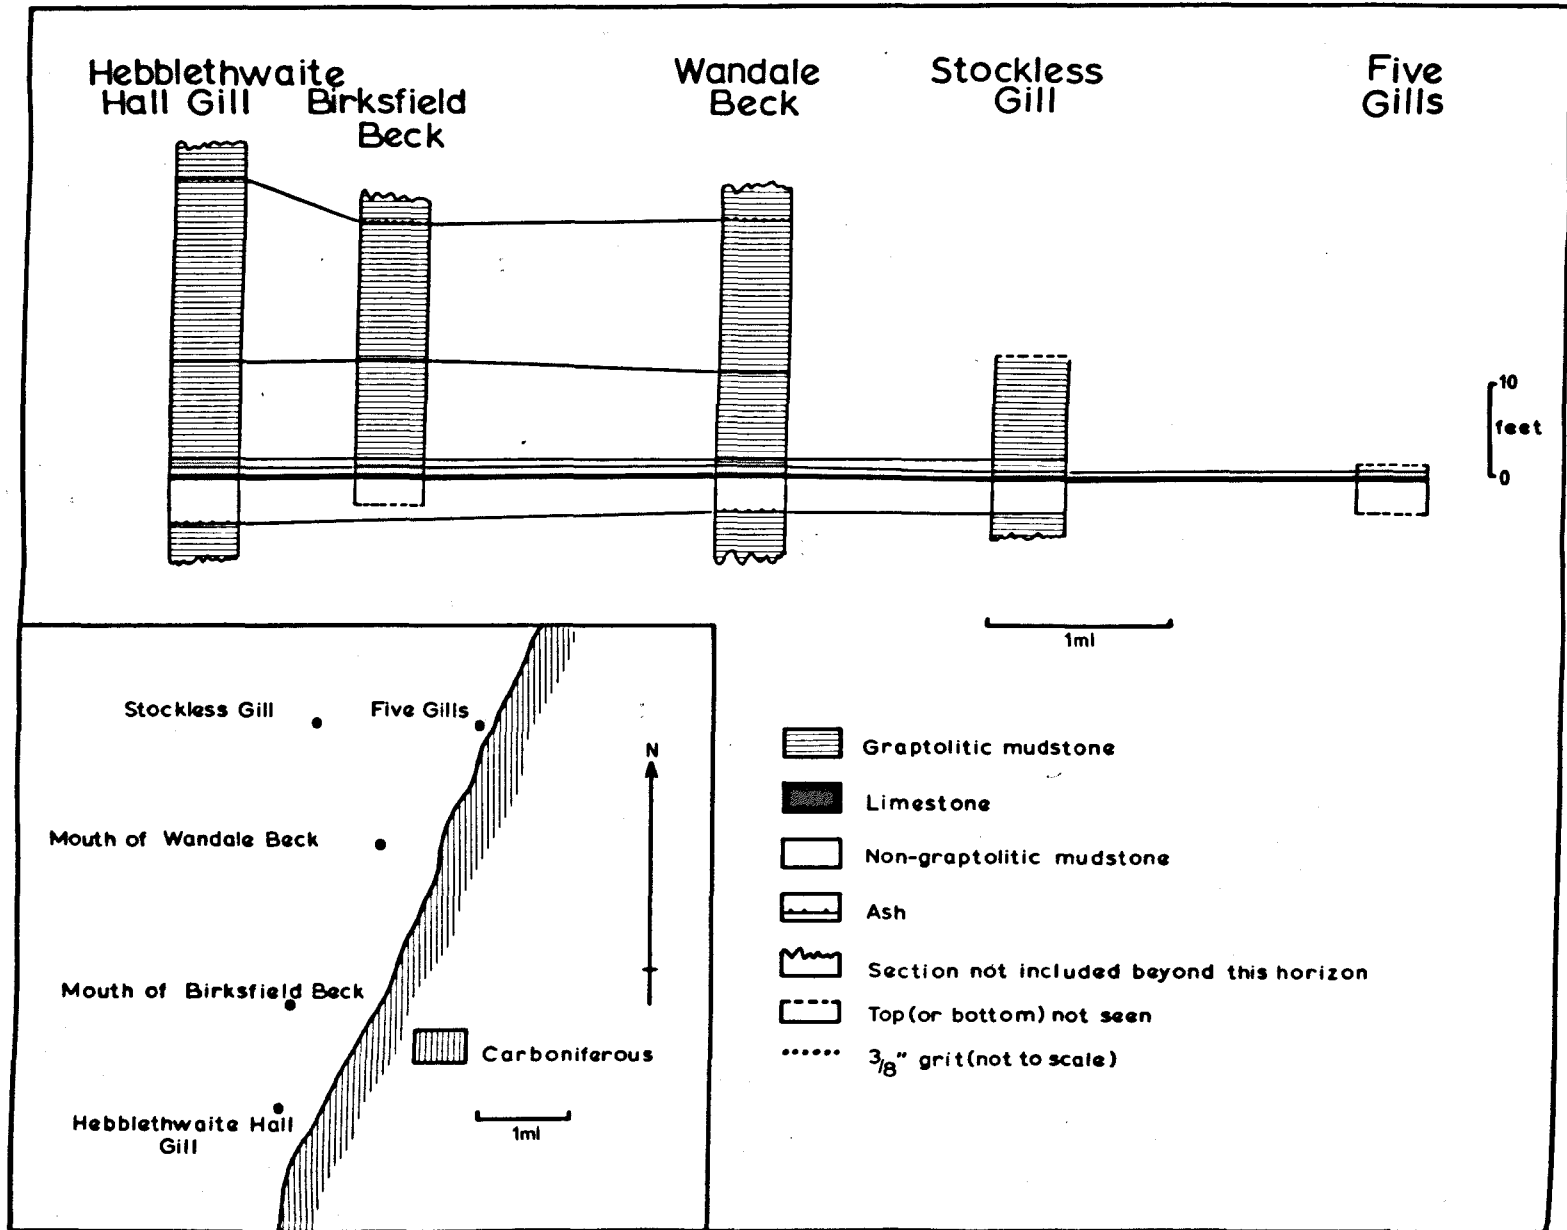 Hebblethwaite
Hall Gill
Birksfield
Beck
Wandale
Beck
Stockless
Gill
Five
Gills
10
feet
0
1ml
Stockless Gill
Five Gills
N
Mouth of Wandale Beck
Mouth of Birksfield Beck
Carboniferous
Hebblethwaite Hall
Gill
1ml
Graptolitic mudstone
Limestone
Non-graptolitic mudstone
Ash
Section not included beyond this horizon
Top (or bottom) not seen
3/8" grit (not to scale)